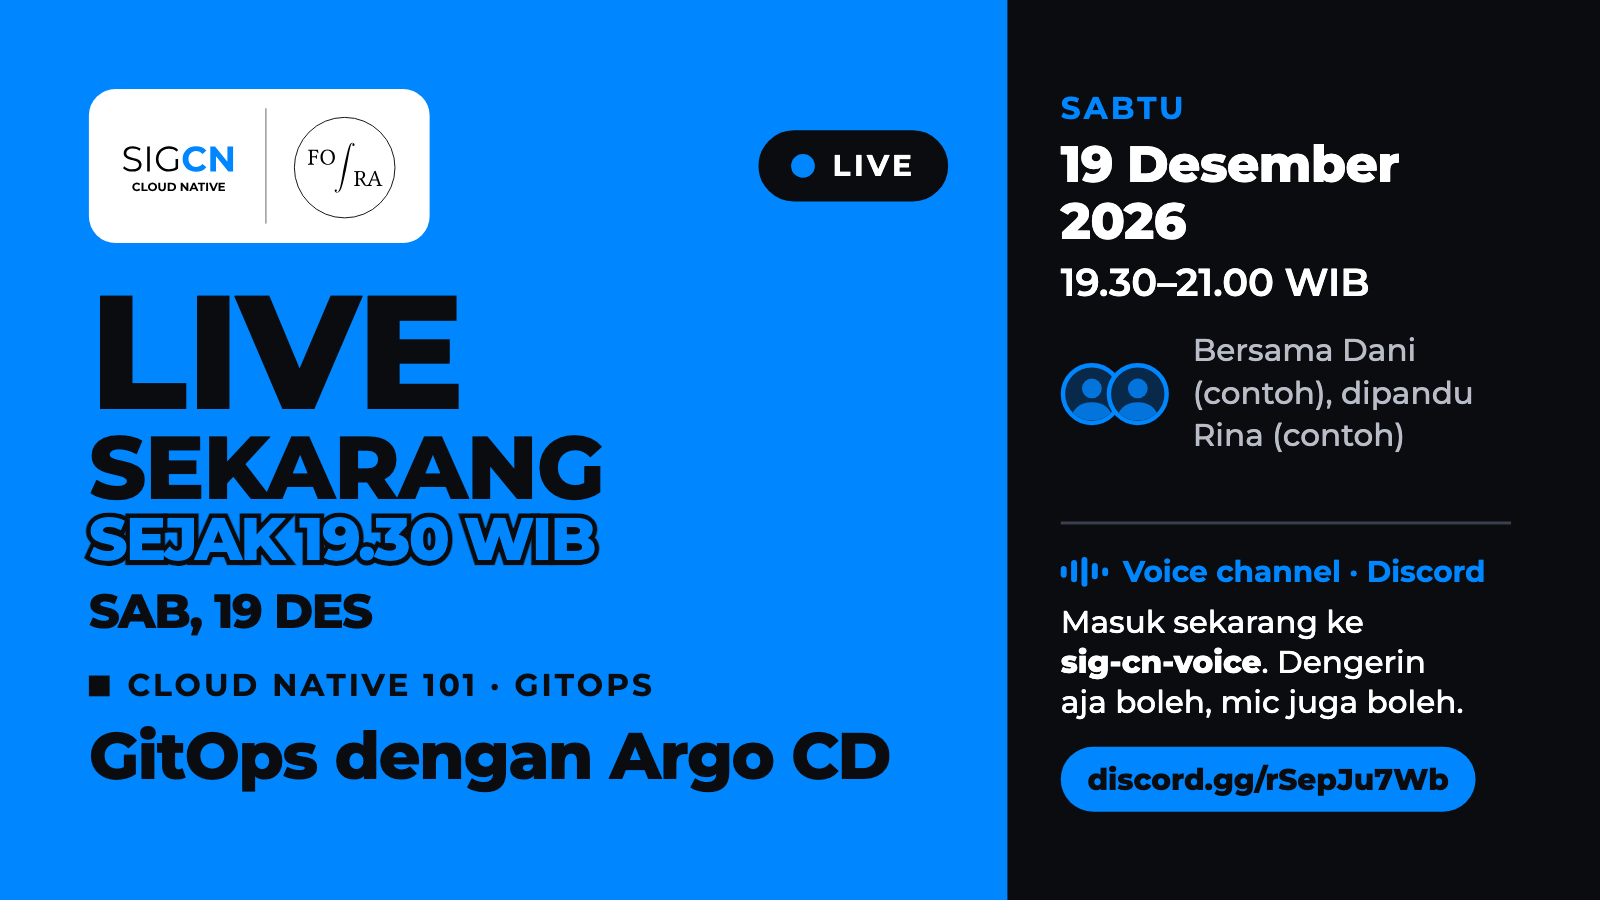 SIGCN
CLOUD NATIVE
FO RA
LIVE
LIVE
SEKARANG
SEJAK 19.30 WIB
SAB, 19 DES
CLOUD NATIVE 101 · GITOPS
GitOps dengan Argo CD
SABTU
19 Desember
2026
19.30–21.00 WIB
Bersama Dani
(contoh), dipandu
Rina (contoh)
Voice channel · Discord
Masuk sekarang ke
sig-cn-voice. Dengerin
aja boleh, mic juga boleh.
discord.gg/rSepJu7Wb